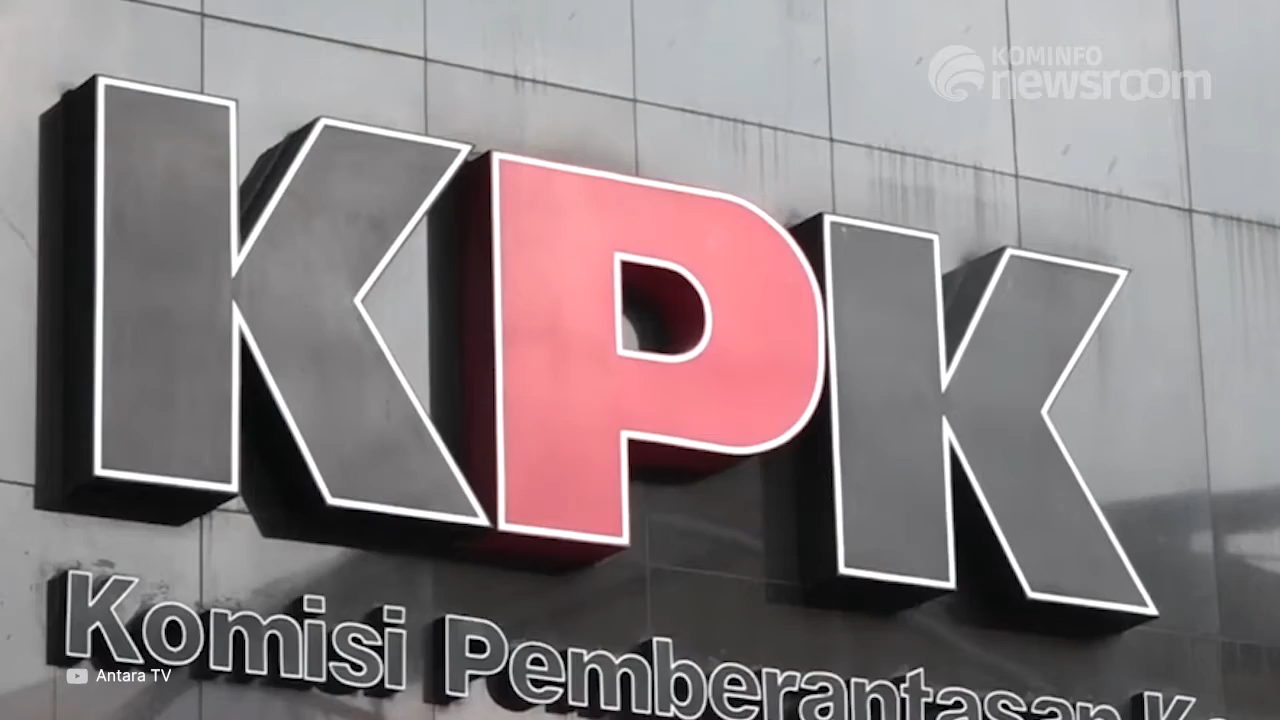 KOMINFO
newsroom
KPK
Komisi Pemberantasan K
Antara TV